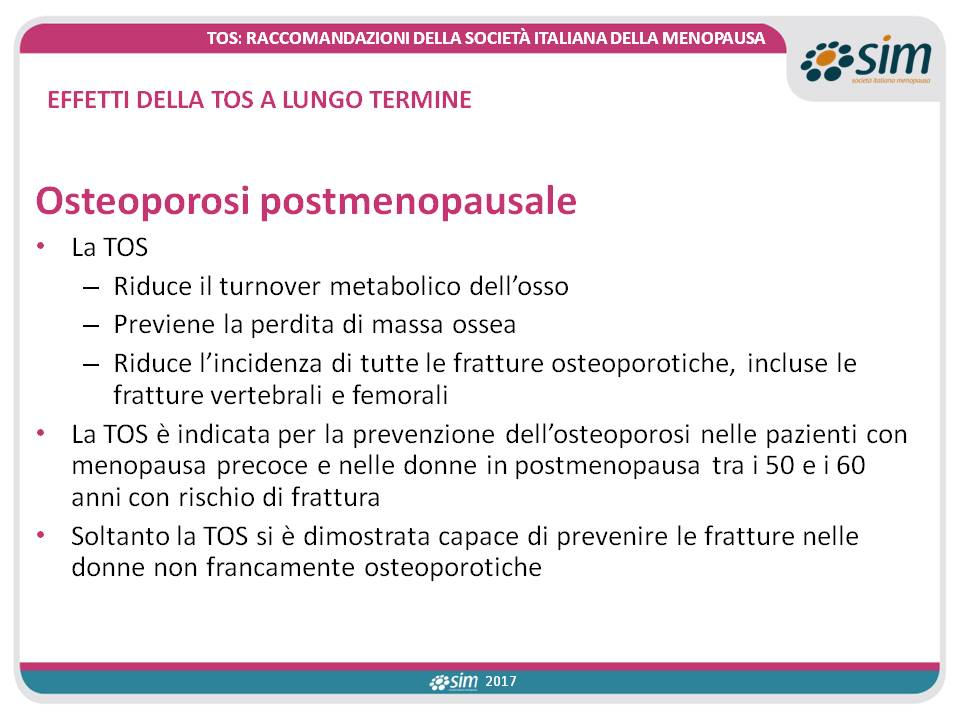 TOS: RACCOMANDAZIONI DELLA SOCIETÀ ITALIANA DELLA MENOPAUSA
sim
società italiana menopausa
EFFETTI DELLA TOS A LUNGO TERMINE
Osteoporosi postmenopausale
• La TOS
– Riduce il turnover metabolico dell’osso
– Previene la perdita di massa ossea
– Riduce l’incidenza di tutte le fratture osteoporotiche, incluse le
fratture vertebrali e femorali
• La TOS è indicata per la prevenzione dell’osteoporosi nelle pazienti con
menopausa precoce e nelle donne in postmenopausa tra i 50 e i 60
anni con rischio di frattura
• Soltanto la TOS si è dimostrata capace di prevenire le fratture nelle
donne non francamente osteoporotiche
sim 2017